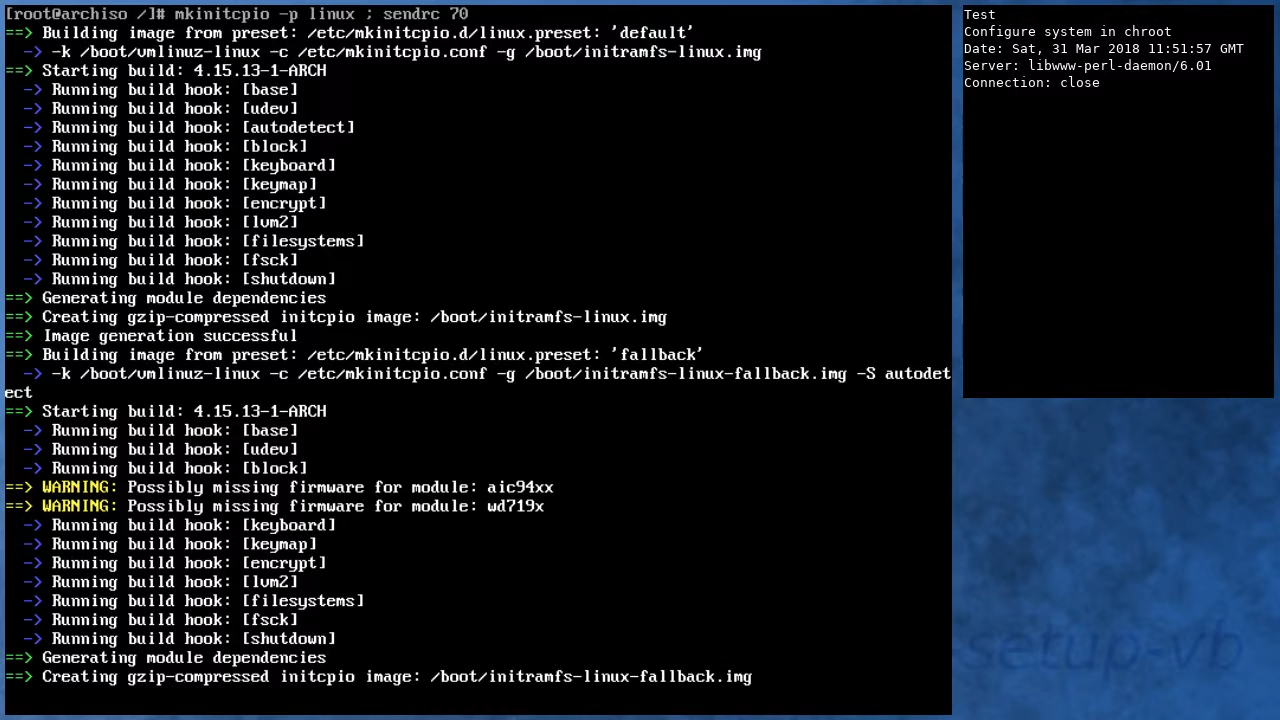 [root@archiso /]# mkinitcpio -p linux ; sendrc 70
==> Building image from preset: /etc/mkinitcpio.d/linux.preset: 'default'
  -> -k /boot/vmlinuz-linux -c /etc/mkinitcpio.conf -g /boot/initramfs-linux.img
==> Starting build: 4.15.13-1-ARCH
  -> Running build hook: [base]
  -> Running build hook: [udev]
  -> Running build hook: [autodetect]
  -> Running build hook: [block]
  -> Running build hook: [keyboard]
  -> Running build hook: [keymap]
  -> Running build hook: [encrypt]
  -> Running build hook: [lvm2]
  -> Running build hook: [filesystems]
  -> Running build hook: [fsck]
  -> Running build hook: [shutdown]
==> Generating module dependencies
==> Creating gzip-compressed initcpio image: /boot/initramfs-linux.img
==> Image generation successful
==> Building image from preset: /etc/mkinitcpio.d/linux.preset: 'fallback'
  -> -k /boot/vmlinuz-linux -c /etc/mkinitcpio.conf -g /boot/initramfs-linux-fallback.img -S autodet
ect
==> Starting build: 4.15.13-1-ARCH
  -> Running build hook: [base]
  -> Running build hook: [udev]
  -> Running build hook: [block]
==> WARNING: Possibly missing firmware for module: aic94xx
==> WARNING: Possibly missing firmware for module: wd719x
  -> Running build hook: [keyboard]
  -> Running build hook: [keymap]
  -> Running build hook: [encrypt]
  -> Running build hook: [lvm2]
  -> Running build hook: [filesystems]
  -> Running build hook: [fsck]
  -> Running build hook: [shutdown]
==> Generating module dependencies
==> Creating gzip-compressed initcpio image: /boot/initramfs-linux-fallback.img
Test
Configure system in chroot
Date: Sat, 31 Mar 2018 11:51:57 GMT
Server: libwww-perl-daemon/6.01
Connection: close
setup-vb